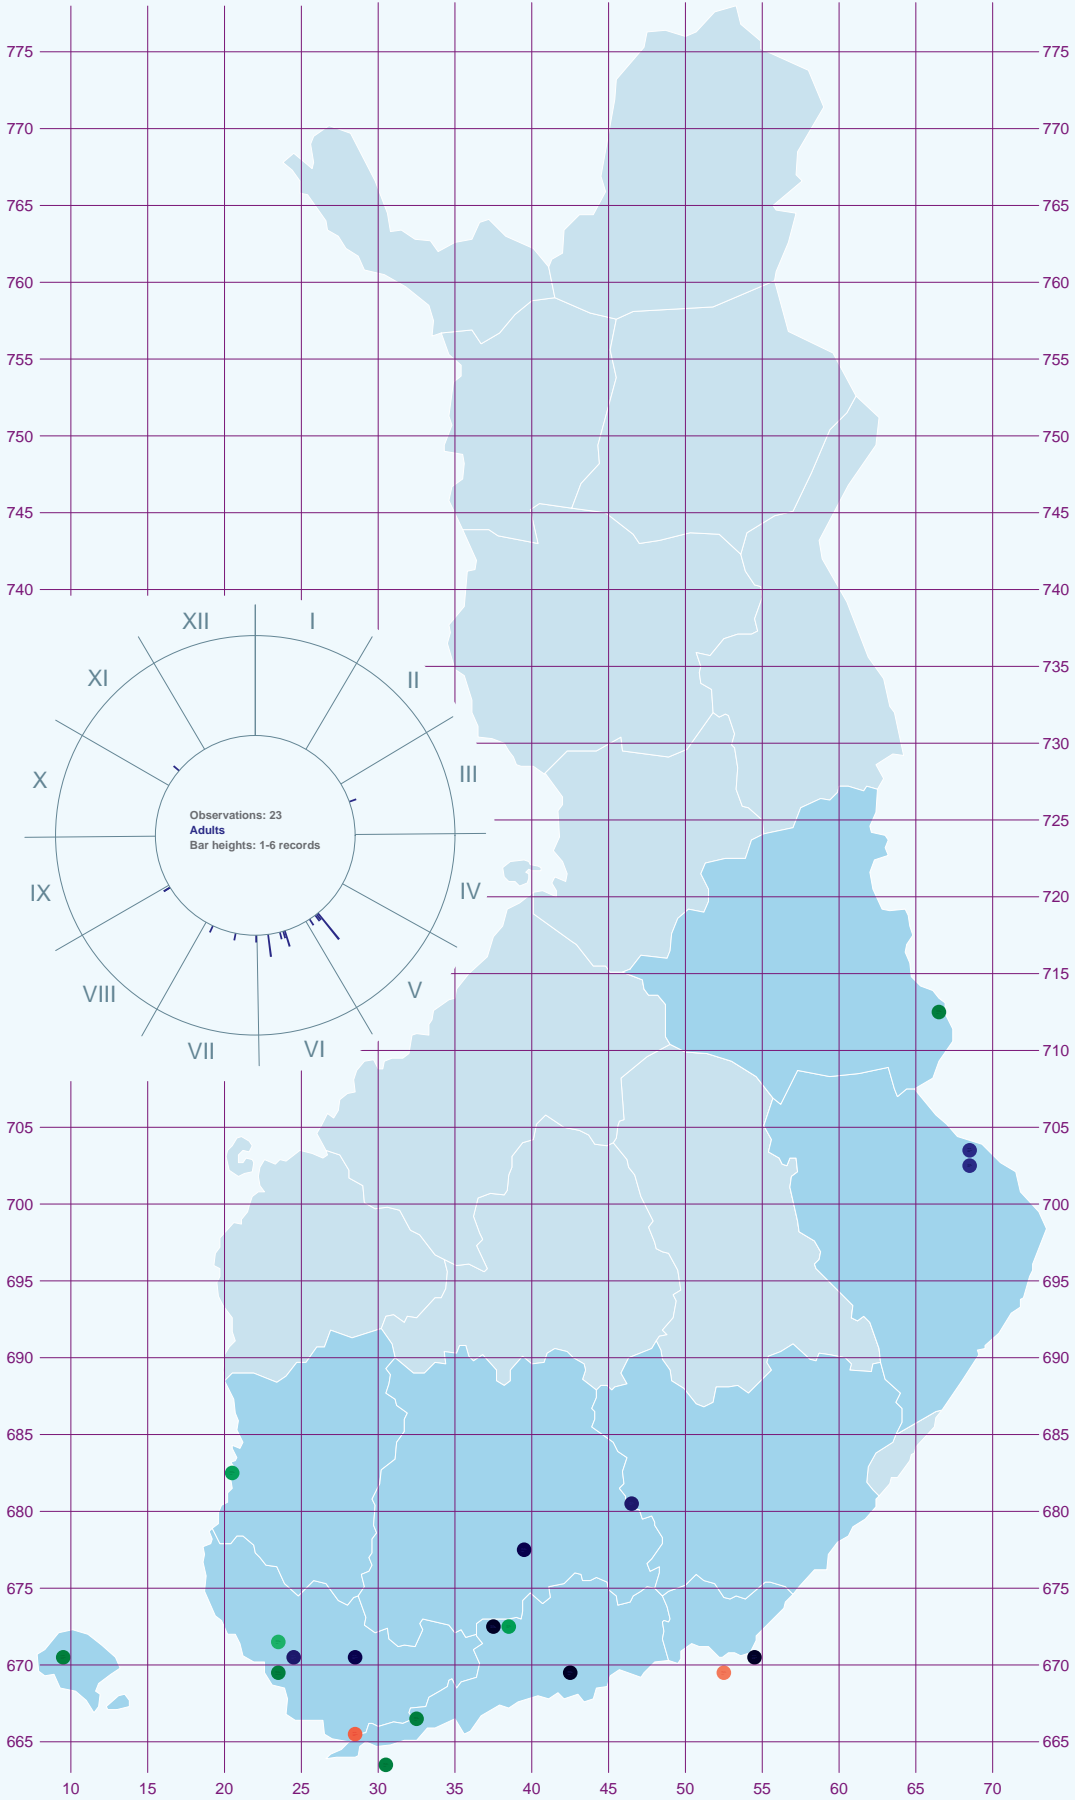 775 775
770 770
765 765
760 760
755 755
750 750
745 745
740 740
735
730
725
720
715
710
XII I
XI II
X III
Observations: 23
Adults
Bar heights: 1-6 records
IX IV
VIII V
VII VI
705 705
700 700
695 695
690 690
685 685
680 680
675 675
670 670
665 665
10 15 20 25 30 35 40 45 50 55 60 65 70